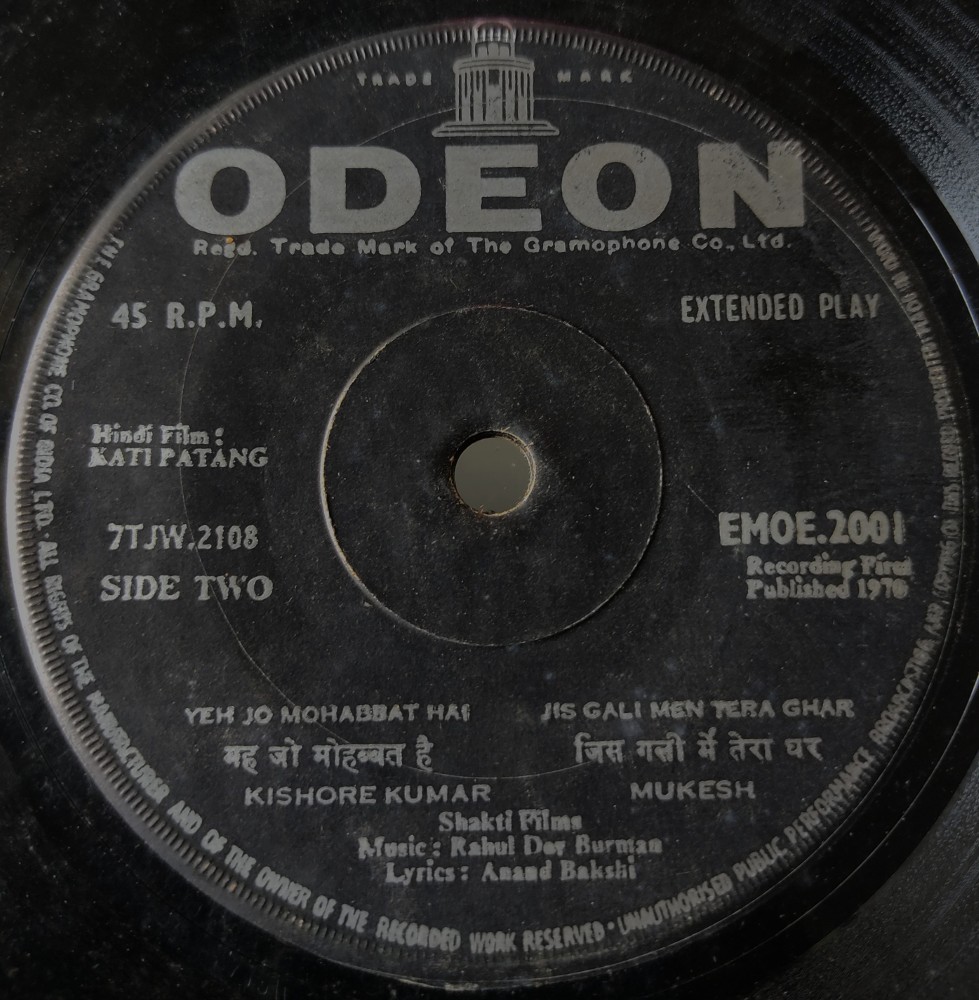 TRADE MARK
ODEON
Regd. Trade Mark of The Gramophone Co., Ltd.
45 R.P.M.
EXTENDED PLAY
Hindi Film :
KATI PATANG
7TJW.2108
SIDE TWO
EMOE.2001
Recording First
Published 1970
YEH JO MOHABBAT HAI
यह जो मोहब्बत है
KISHORE KUMAR
JIS GALI MEN TERA GHAR
जिस गली में तेरा घर
MUKESH
Shakti Films
Music : Rahul Dev Burman
Lyrics : Anand Bakshi
THE GRAMOPHONE CO. OF INDIA LTD. · ALL RIGHTS OF THE MANUFACTURER AND OF THE OWNER OF THE RECORDED WORK RESERVED · UNAUTHORISED PUBLIC PERFORMANCE BROADCASTING AND COPYING OF THIS RECORD PROHIBITED MADE IN INDIA